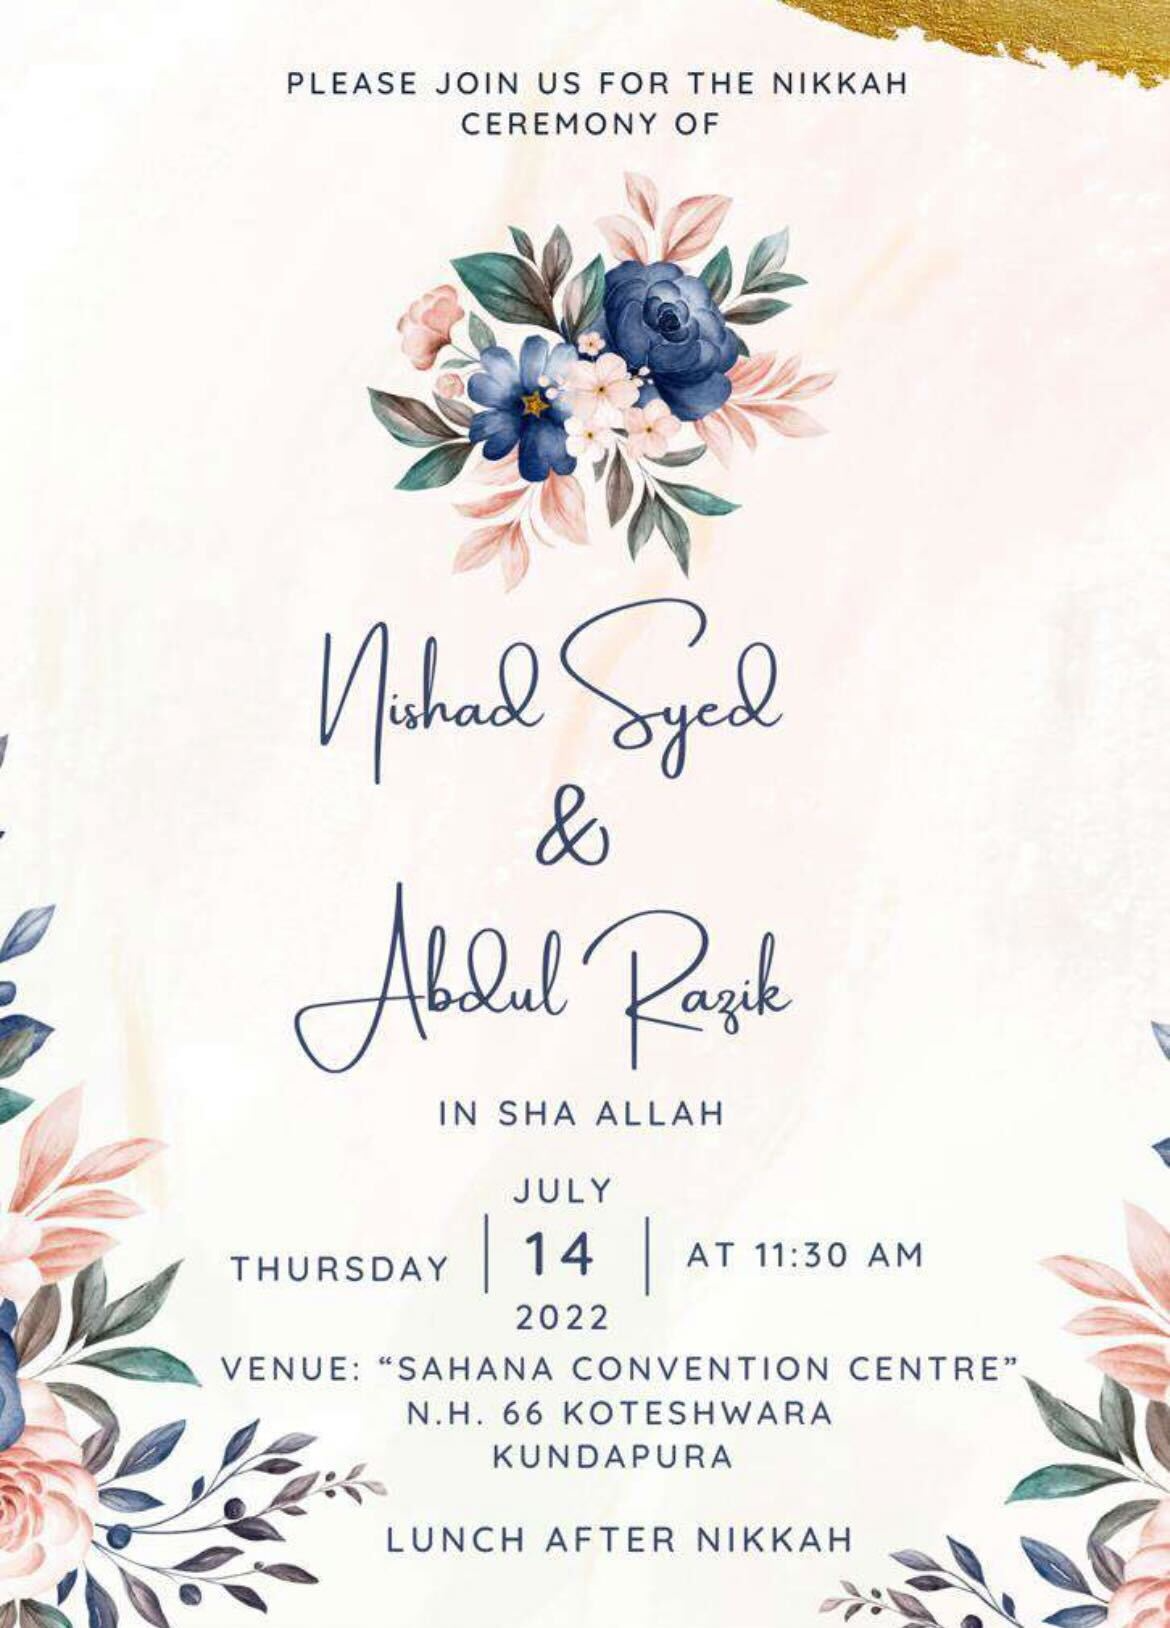 PLEASE JOIN US FOR THE NIKKAH
CEREMONY OF
Nishad Syed
&
Abdul Razik
IN SHA ALLAH
JULY
THURSDAY | 14 | AT 11:30 AM
2022
VENUE: “SAHANA CONVENTION CENTRE”
N.H. 66 KOTESHWARA
KUNDAPURA
LUNCH AFTER NIKKAH